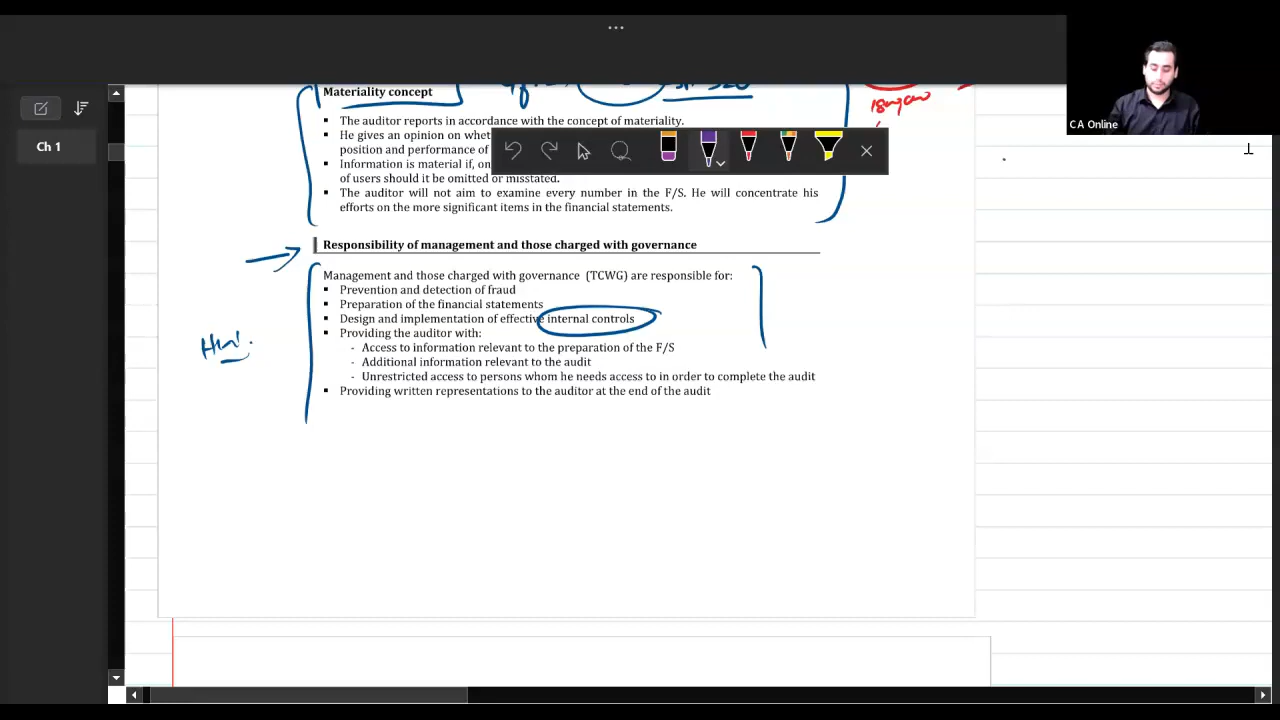 C A Online
Ch 1
Materiality concept
The auditor reports in accordance with the concept of materiality.
He gives an opinion on whet
position and performance of
Information is material if, on
of users should it be omitted or misstated.
The auditor will not aim to examine every number in the F/S. He will concentrate his
efforts on the more significant items in the financial statements.
Responsibility of management and those charged with governance
Management and those charged with governance (TCWG) are responsible for:
Prevention and detection of fraud
Preparation of the financial statements
Design and implementation of effective internal controls
Providing the auditor with:
- Access to information relevant to the preparation of the F/S
- Additional information relevant to the audit
- Unrestricted access to persons whom he needs access to in order to complete the audit
Providing written representations to the auditor at the end of the audit